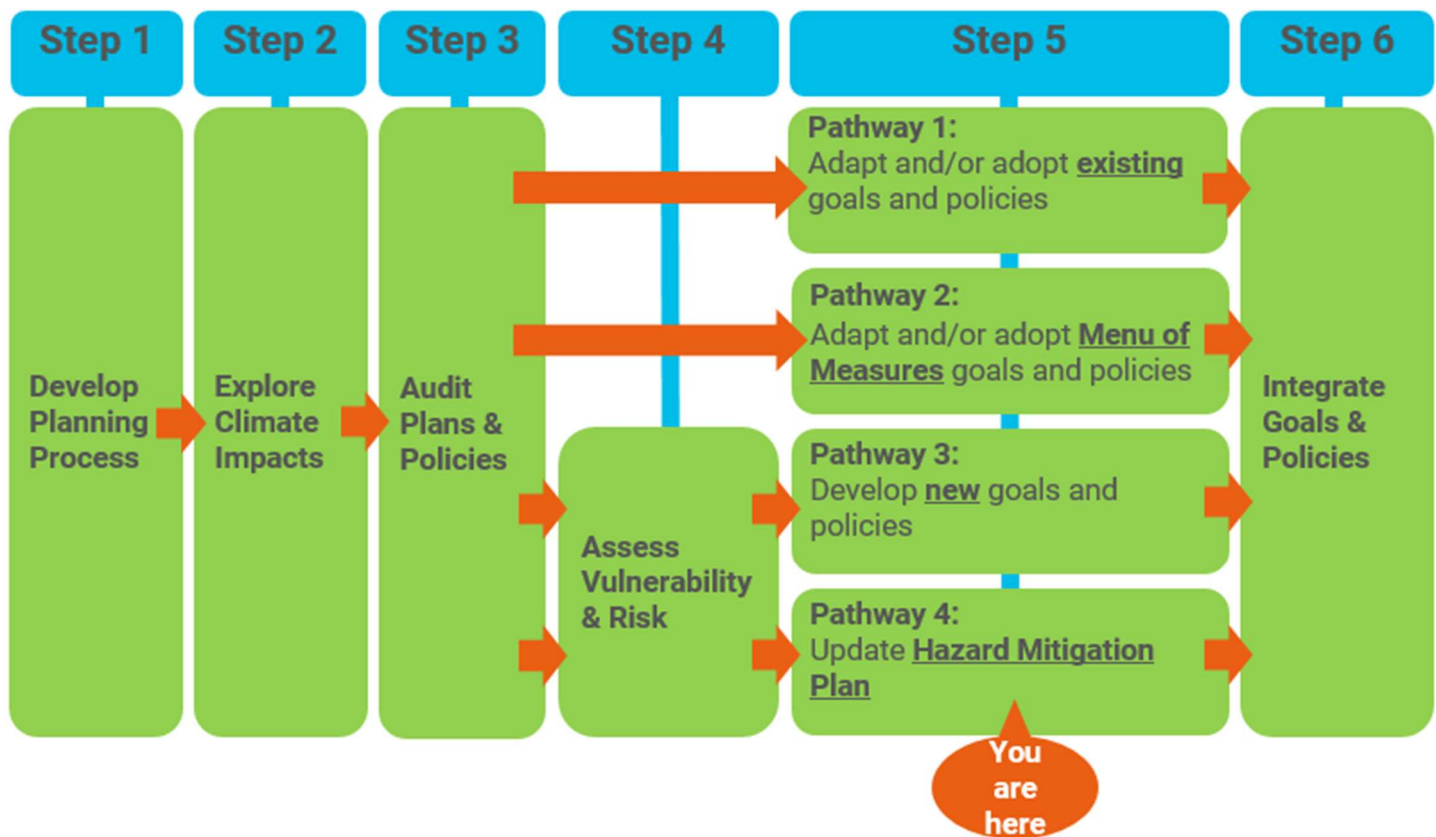 Step 1
Step 2
Step 3
Step 4
Step 5
Step 6
Develop
Planning
Process
Explore
Climate
Impacts
Audit
Plans &
Policies
Assess
Vulnerability
& Risk
Pathway 1:
Adapt and/or adopt existing
goals and policies
Pathway 2:
Adapt and/or adopt Menu of
Measures goals and policies
Pathway 3:
Develop new goals and
policies
Pathway 4:
Update Hazard Mitigation
Plan
You
are
here
Integrate
Goals &
Policies